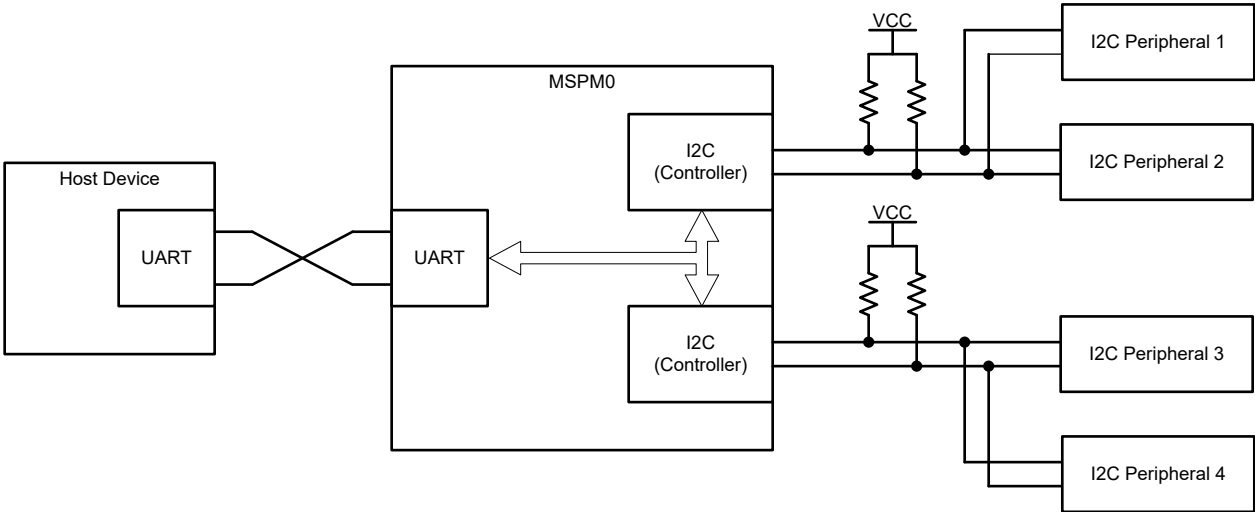 VCC
I2C Peripheral 1
MSPM0
I2C
(Controller)
I2C Peripheral 2
Host Device
VCC
UART
UART
I2C
(Controller)
I2C Peripheral 3
I2C Peripheral 4